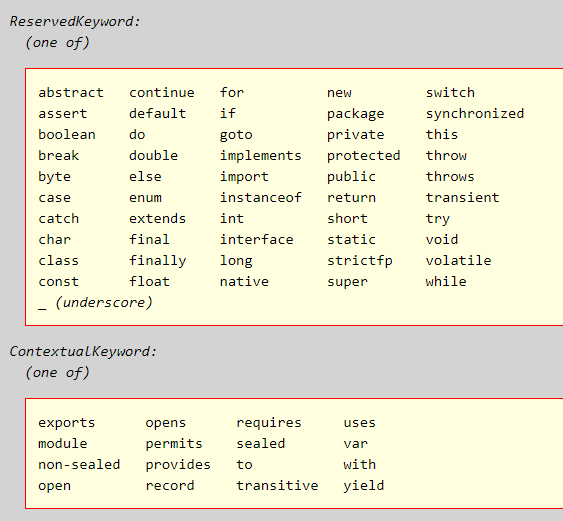 ReservedKeyword:
(one of)
abstract continue for new switch
assert default if package synchronized
boolean do goto private this
break double implements protected throw
byte else import public throws
case enum instanceof return transient
catch extends int short try
char final interface static void
class finally long strictfp volatile
const float native super while
_ (underscore)
ContextualKeyword:
(one of)
exports opens requires uses
module permits sealed var
non-sealed provides to with
open record transitive yield